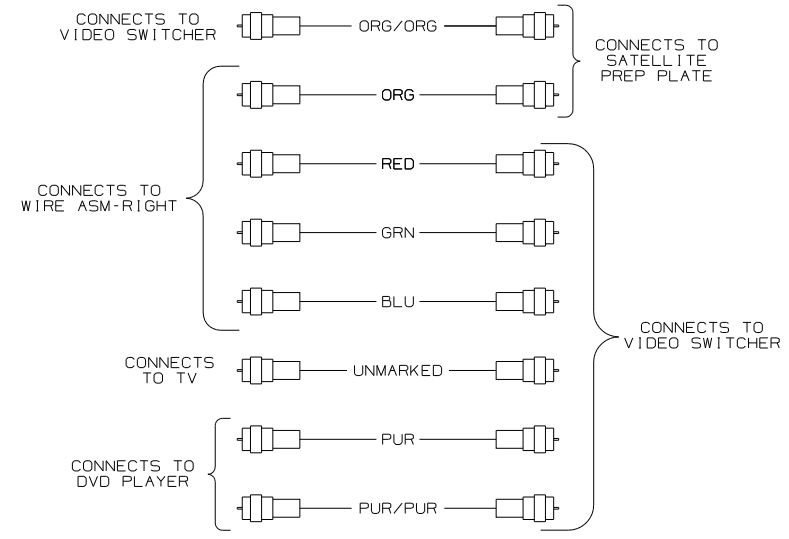 CONNECTS TO
VIDEO SWITCHER
ORG/ORG
CONNECTS TO
SATELLITE
PREP PLATE
ORG
RED
CONNECTS TO
WIRE ASM-RIGHT
GRN
BLU
CONNECTS TO
VIDEO SWITCHER
CONNECTS
TO TV
UNMARKED
PUR
CONNECTS TO
DVD PLAYER
PUR/PUR